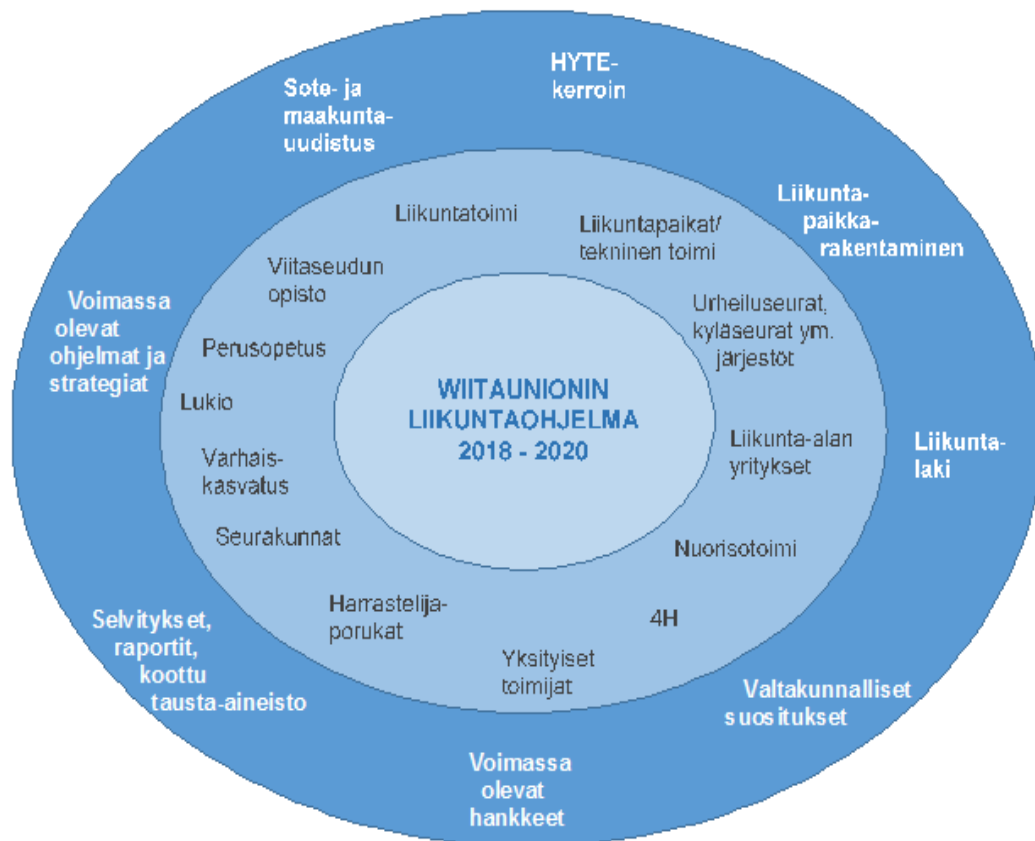 HYTE-
kerroin
Sote- ja
maakunta-
uudistus
Liikunta-
paikka-
rakentaminen
Liikunta-
laki
Valtakunnalliset
suositukset
Voimassa
olevat
hankkeet
Selvitykset,
raportit,
koottu
tausta-aineisto
Voimassa
olevat
ohjelmat ja
strategiat
Liikuntatoimi
Liikuntapaikat/
tekninen toimi
Urheiluseurat,
kyläseurat ym.
järjestöt
Liikunta-alan
yritykset
Nuorisotoimi
4H
Yksityiset
toimijat
Harrastelija-
porukat
Seurakunnat
Varhais-
kasvatus
Lukio
Perusopetus
Viitaseudun
opisto
WIITAUNIONIN
LIIKUNTAOHJELMA
2018 - 2020